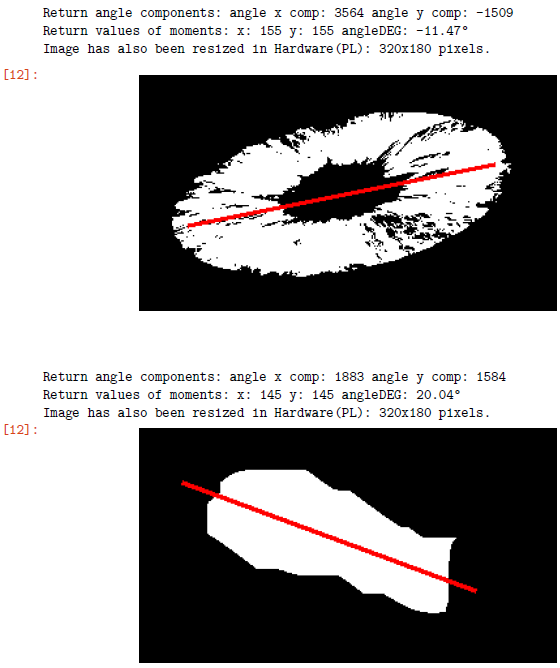 Return angle components: angle x comp: 3564 angle y comp: -1509
Return values of moments: x: 155 y: 155 angleDEG: -11.47°
Image has also been resized in Hardware(PL): 320x180 pixels.
[12]:
Return angle components: angle x comp: 1883 angle y comp: 1584
Return values of moments: x: 145 y: 145 angleDEG: 20.04°
Image has also been resized in Hardware(PL): 320x180 pixels.
[12]: